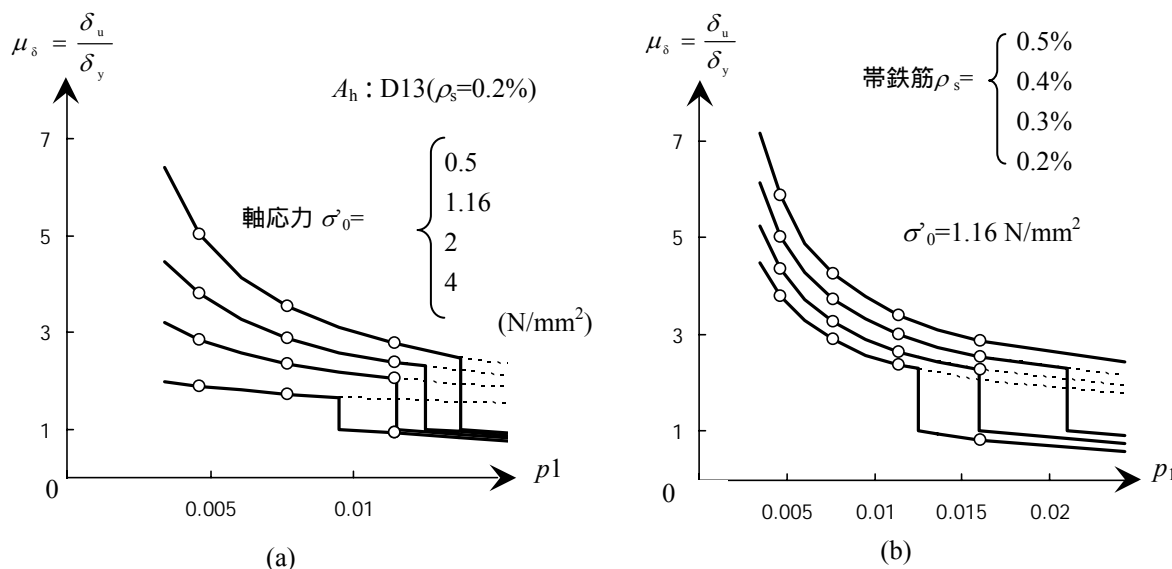 μδ = δu / δy
Ah : D13(ρs=0.2%)
7
軸応力 σ'0=
0.5
1.16
2
4
(N/mm2)
5
3
1
0
0.005
0.01
p1
(a)
μδ = δu / δy
帯鉄筋ρs=
0.5%
0.4%
0.3%
0.2%
7
σ'0=1.16 N/mm2
5
3
1
0
0.005
0.01
0.015
0.02
p1
(b)